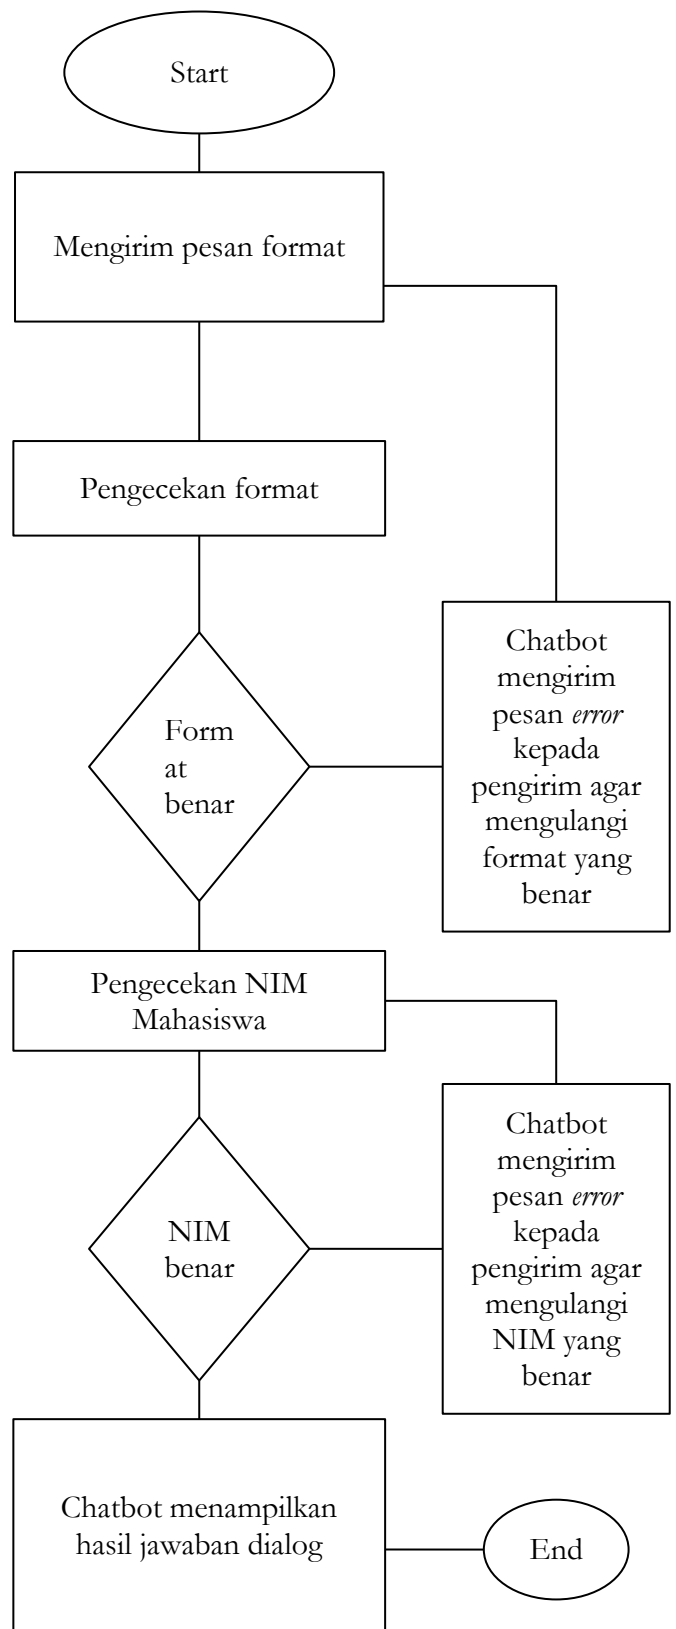 Start
Mengirim pesan format
Pengecekan format
Form
at
benar
Chatbot
mengirim
pesan error
kepada
pengirim agar
mengulangi
format yang
benar
Pengecekan NIM
Mahasiswa
NIM
benar
Chatbot
mengirim
pesan error
kepada
pengirim agar
mengulangi
NIM yang
benar
Chatbot menampilkan
hasil jawaban dialog
End